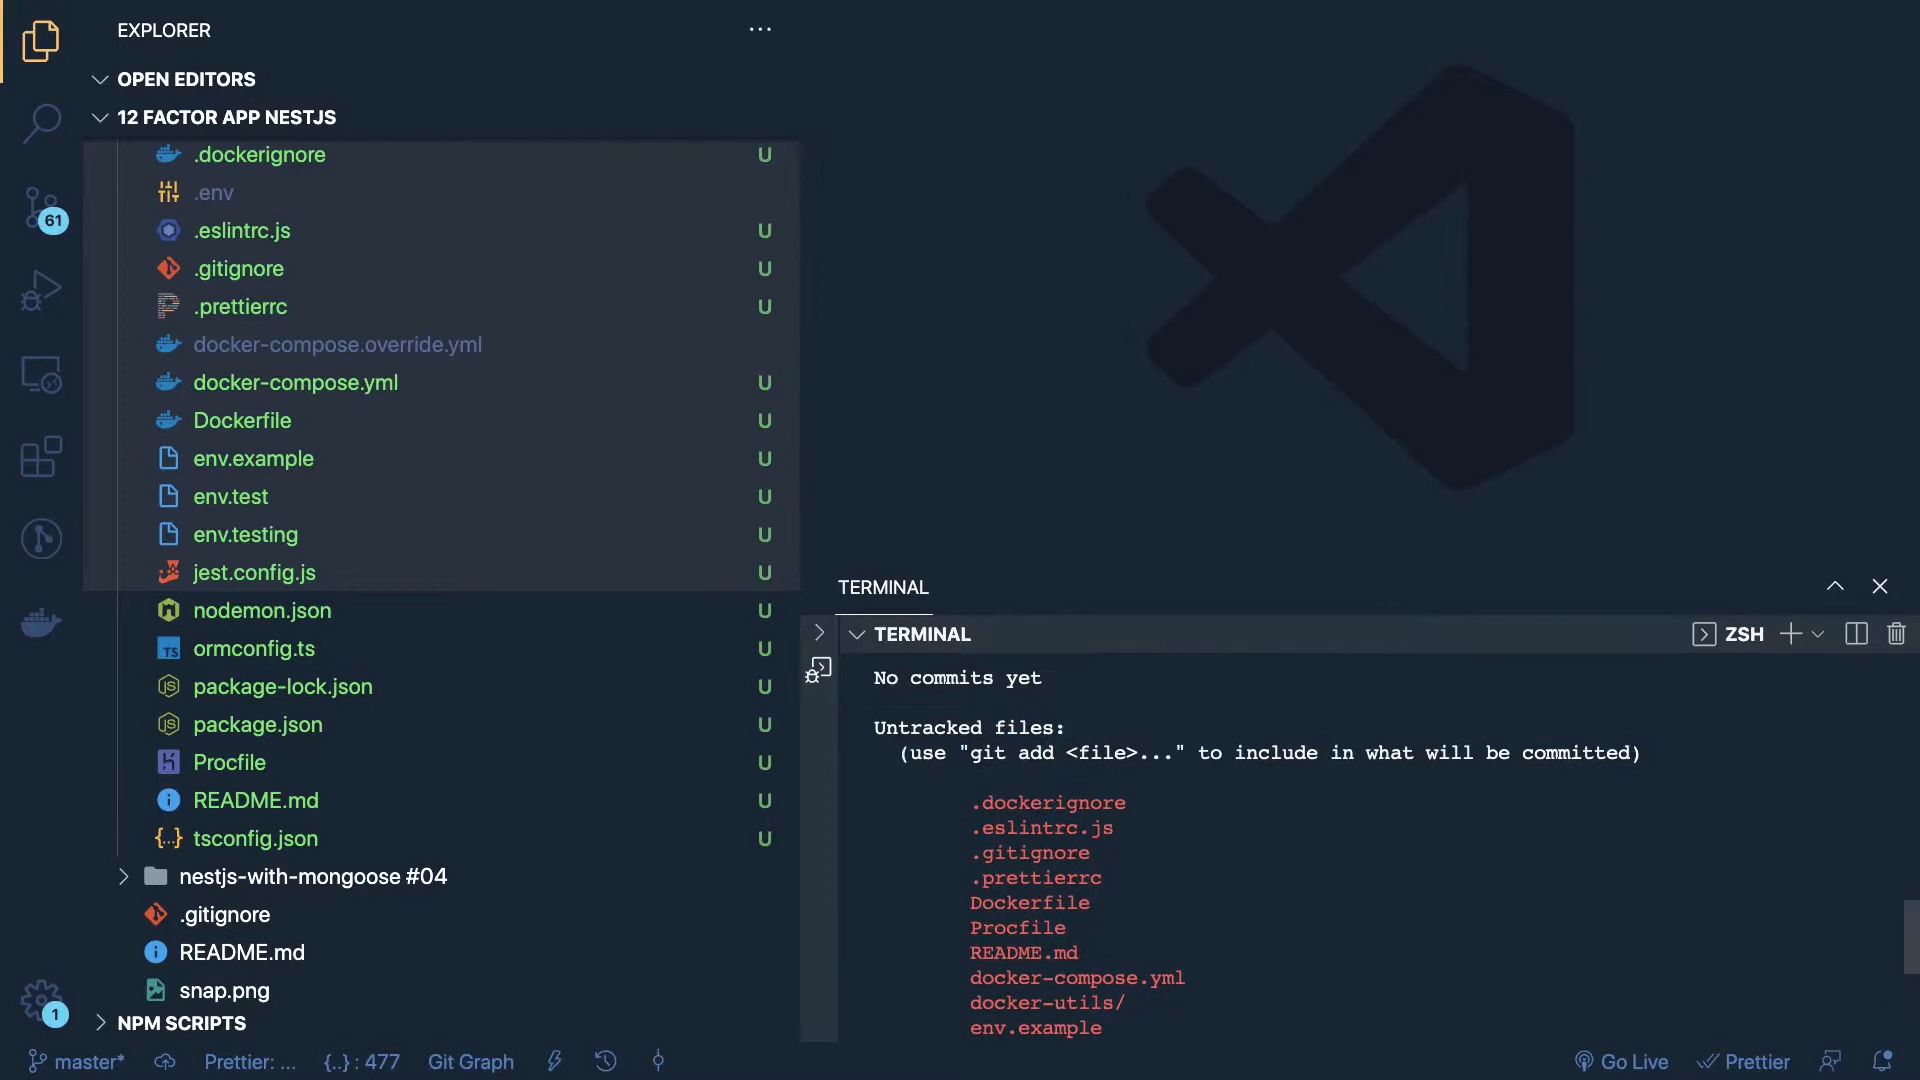 EXPLORER
OPEN EDITORS
12 FACTOR APP NESTJS
.dockerignore U
.env
.eslintrc.js U
.gitignore U
.prettierrc U
docker-compose.override.yml
docker-compose.yml U
Dockerfile U
env.example U
env.test U
env.testing U
jest.config.js U
nodemon.json U
TS ormconfig.ts U
package-lock.json U
package.json U
Procfile U
README.md U
tsconfig.json U
nestjs-with-mongoose #04
.gitignore
README.md
snap.png
NPM SCRIPTS
61
1
TERMINAL
TERMINAL
ZSH
No commits yet
Untracked files:
(use "git add <file>..." to include in what will be committed)
.dockerignore
.eslintrc.js
.gitignore
.prettierrc
Dockerfile
Procfile
README.md
docker-compose.yml
docker-utils/
env.example
master*
Prettier: ...
{..} : 477
Git Graph
Go Live
Prettier